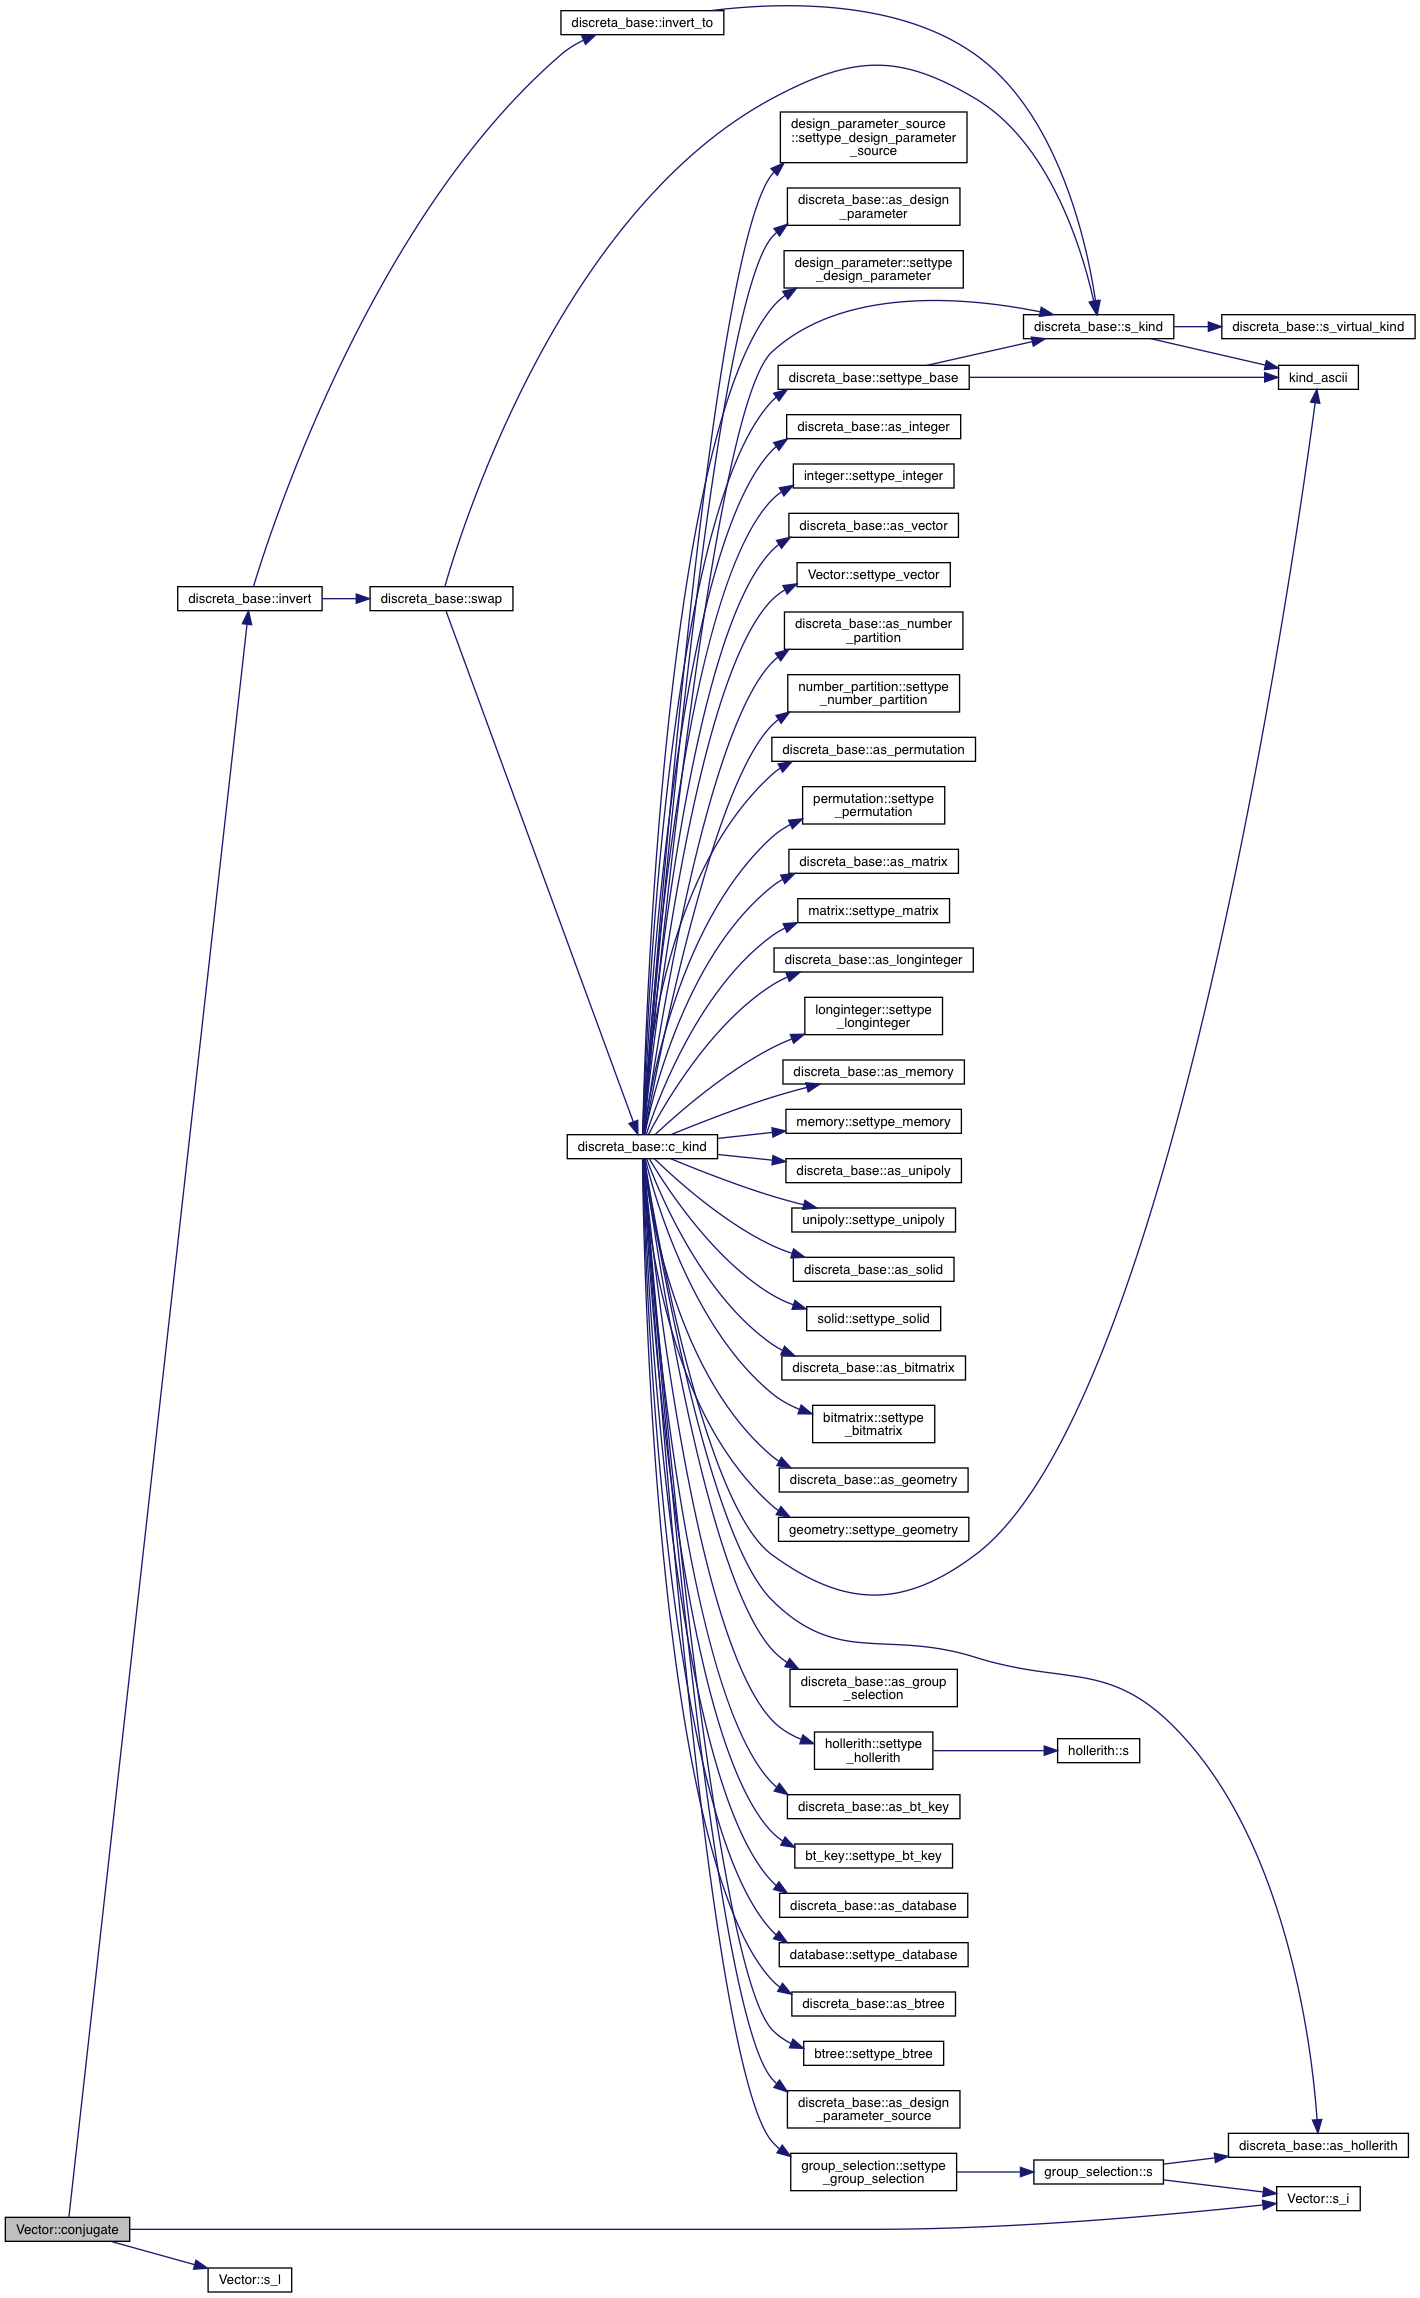 discreta_base::invert_to
design_parameter_source
::settype_design_parameter
_source
discreta_base::as_design
_parameter
design_parameter::settype
_design_parameter
discreta_base::s_kind
discreta_base::s_virtual_kind
discreta_base::settype_base
kind_ascii
discreta_base::as_integer
integer::settype_integer
discreta_base::as_vector
Vector::settype_vector
discreta_base::invert
discreta_base::swap
discreta_base::as_number
_partition
number_partition::settype
_number_partition
discreta_base::as_permutation
permutation::settype
_permutation
discreta_base::as_matrix
matrix::settype_matrix
discreta_base::as_longinteger
longinteger::settype
_longinteger
discreta_base::as_memory
memory::settype_memory
discreta_base::c_kind
discreta_base::as_unipoly
unipoly::settype_unipoly
discreta_base::as_solid
solid::settype_solid
discreta_base::as_bitmatrix
bitmatrix::settype
_bitmatrix
discreta_base::as_geometry
geometry::settype_geometry
discreta_base::as_group
_selection
hollerith::settype
_hollerith
hollerith::s
discreta_base::as_bt_key
bt_key::settype_bt_key
discreta_base::as_database
database::settype_database
discreta_base::as_btree
btree::settype_btree
discreta_base::as_design
_parameter_source
discreta_base::as_hollerith
group_selection::settype
_group_selection
group_selection::s
Vector::s_i
Vector::conjugate
Vector::s_l